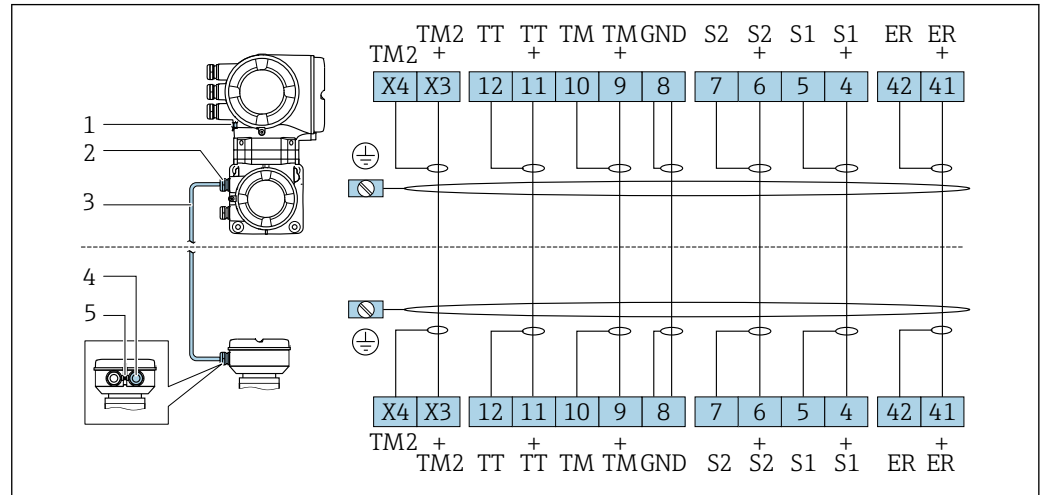 TM2 TT TT TM TM GND S2 S2 S1 S1 ER ER
TM2 + + + + + +
X4 X3 12 11 10 9 8 7 6 5 4 42 41
1
2
3
4
5
X4 X3 12 11 10 9 8 7 6 5 4 42 41
TM2 + + + + + +
TM2 TT TT TM TM GND S2 S2 S1 S1 ER ER